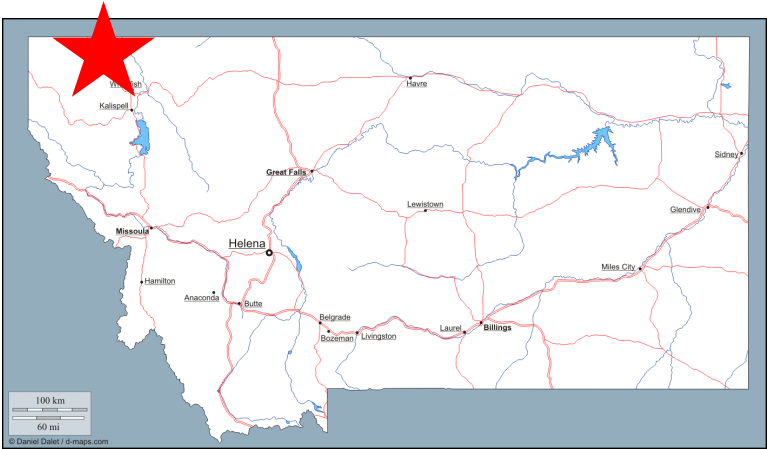 Kalispell
Havre
Sidney
Great Falls
Lewistown
Glendive
Missoula
Helena
Miles City
Hamilton
Anaconda
Butte
Belgrade
Bozeman
Livingston
Laurel
Billings
100 km
60 mi
© Daniel Dalet / d-maps.com